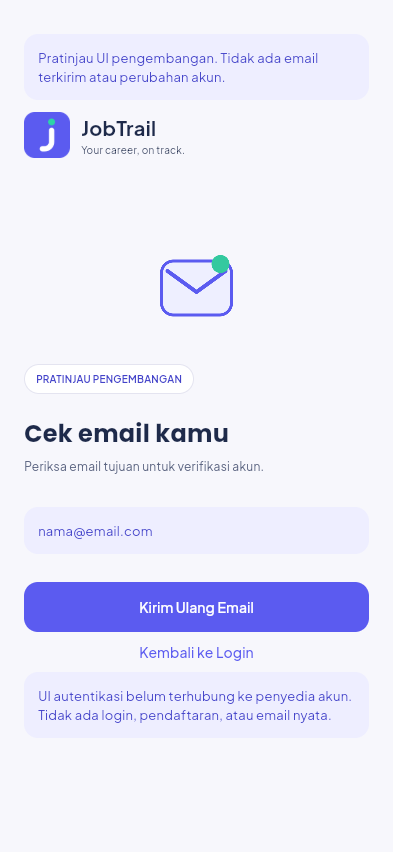 Pratinjau UI pengembangan. Tidak ada email
terkirim atau perubahan akun.
JobTrail
Your career, on track.
PRATINJAU PENGEMBANGAN
Cek email kamu
Periksa email tujuan untuk verifikasi akun.
nama@email.com
Kirim Ulang Email
Kembali ke Login
UI autentikasi belum terhubung ke penyedia akun.
Tidak ada login, pendaftaran, atau email nyata.